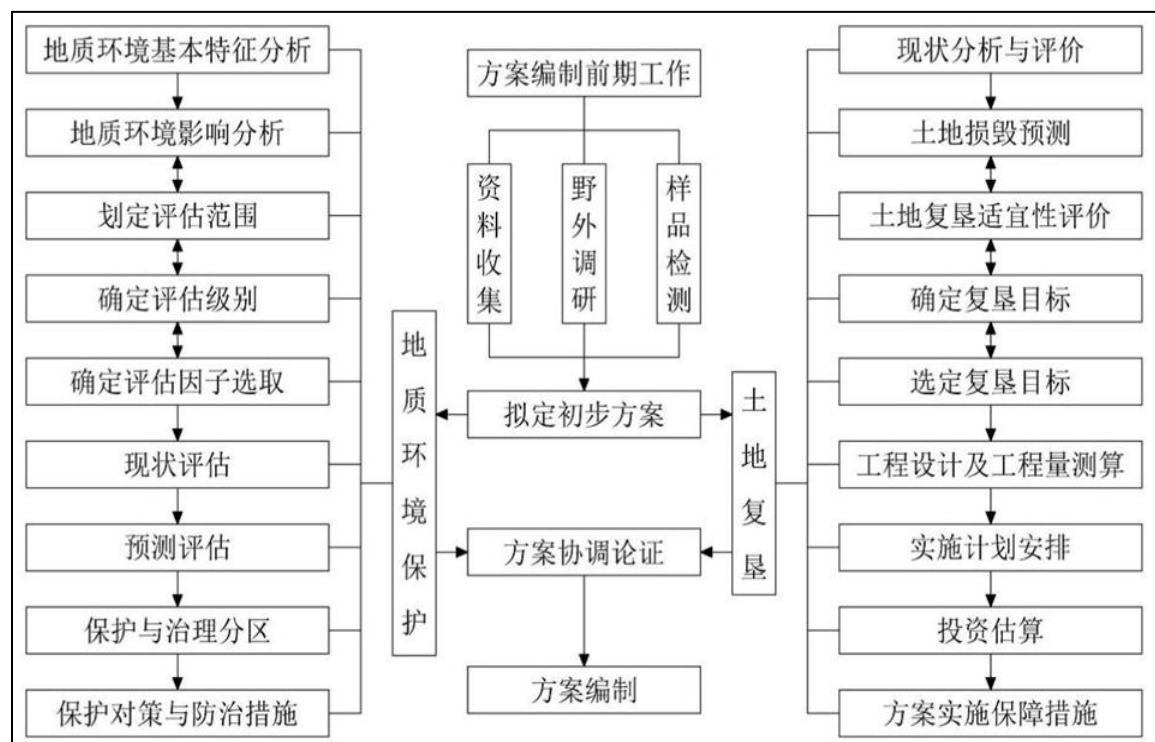 地质环境基本特征分析
地质环境影响分析
划定评估范围
确定评估级别
确定评估因子选取
现状评估
预测评估
保护与治理分区
保护对策与防治措施
地质环境保护
方案编制前期工作
资料收集
野外调研
样品检测
拟定初步方案
方案协调论证
方案编制
土地复垦
现状分析与评价
土地损毁预测
土地复垦适宜性评价
确定复垦目标
选定复垦目标
工程设计及工程量测算
实施计划安排
投资估算
方案实施保障措施